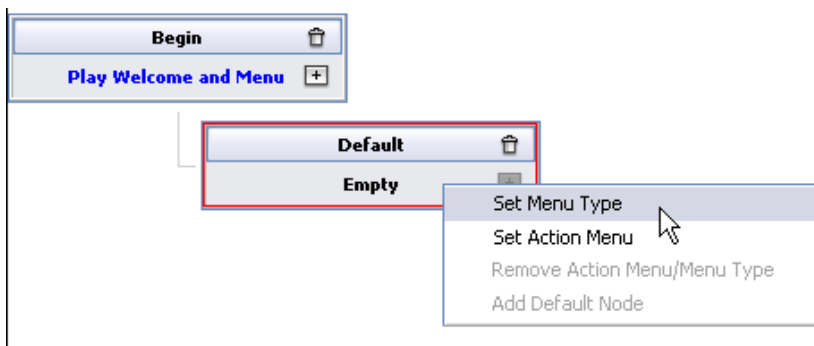 Begin
Play Welcome and Menu
Default
Empty
Set Menu Type
Set Action Menu
Remove Action Menu/Menu Type
Add Default Node